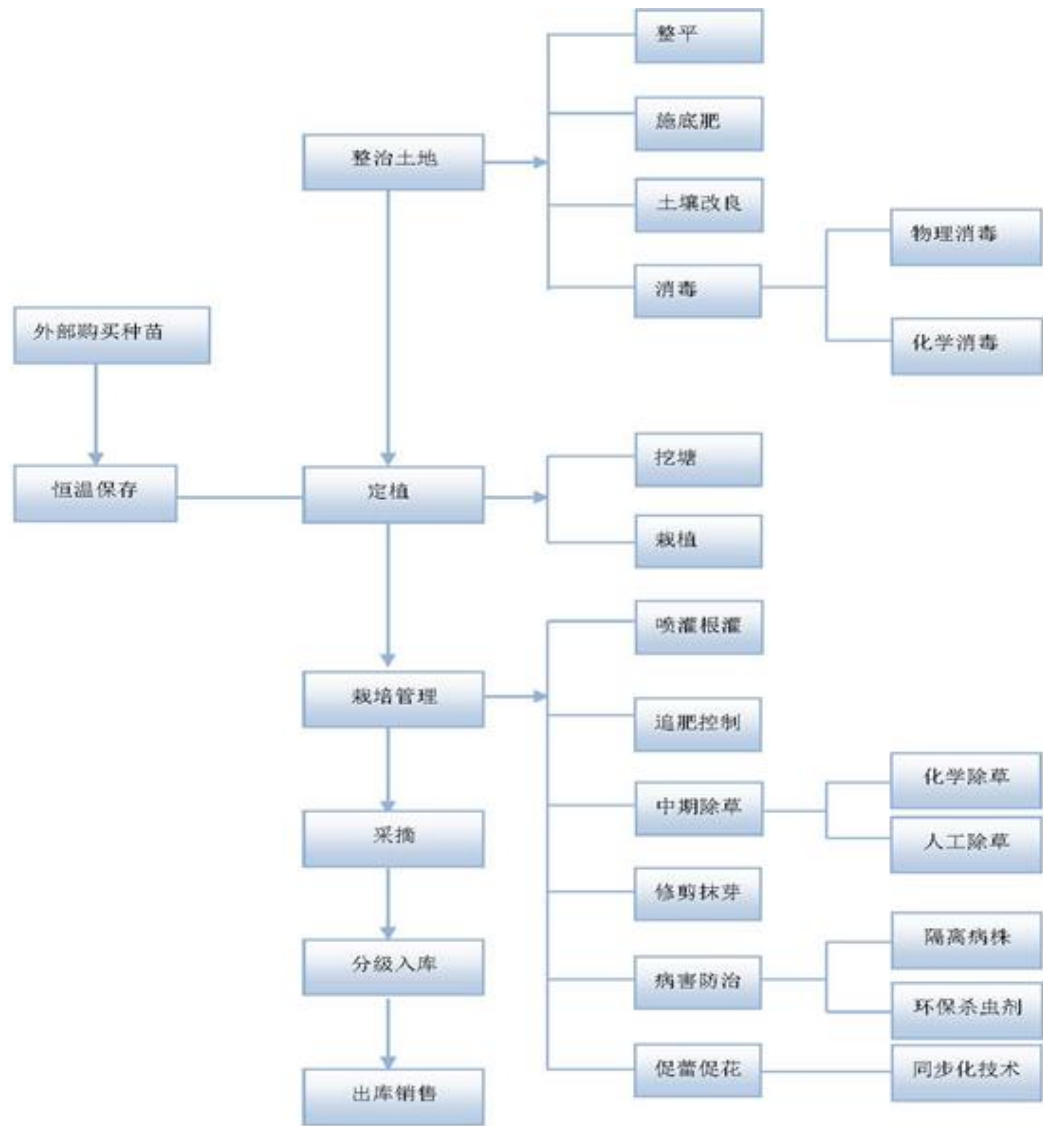 整平
施底肥
整治土地
土壤改良
物理消毒
消毒
外部购买种苗
化学消毒
挖塘
恒温保存
定植
栽植
喷灌根灌
栽培管理
追肥控制
化学除草
中期除草
采摘
人工除草
修剪抹芽
隔离病株
分级入库
病害防治
环保杀虫剂
促蕾促花
同步化技术
出库销售